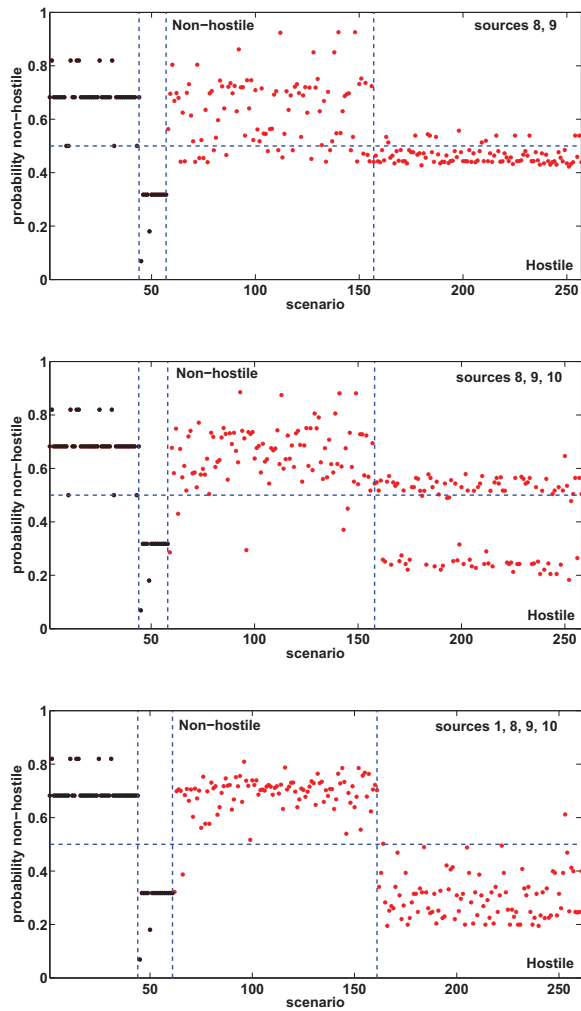 1
Non−hostile
sources 8, 9
0.8
0.6
0.4
0.2
0
probability non−hostile
Hostile
50 100 150 200 250
scenario
1
Non−hostile
sources 8, 9, 10
0.8
0.6
0.4
0.2
0
probability non−hostile
Hostile
50 100 150 200 250
scenario
1
Non−hostile
sources 1, 8, 9, 10
0.8
0.6
0.4
0.2
0
probability non−hostile
Hostile
50 100 150 200 250
scenario